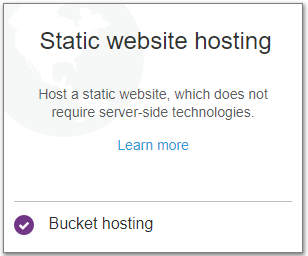 Static website hosting
Host a static website, which does not
require server-side technologies.
Learn more
Bucket hosting